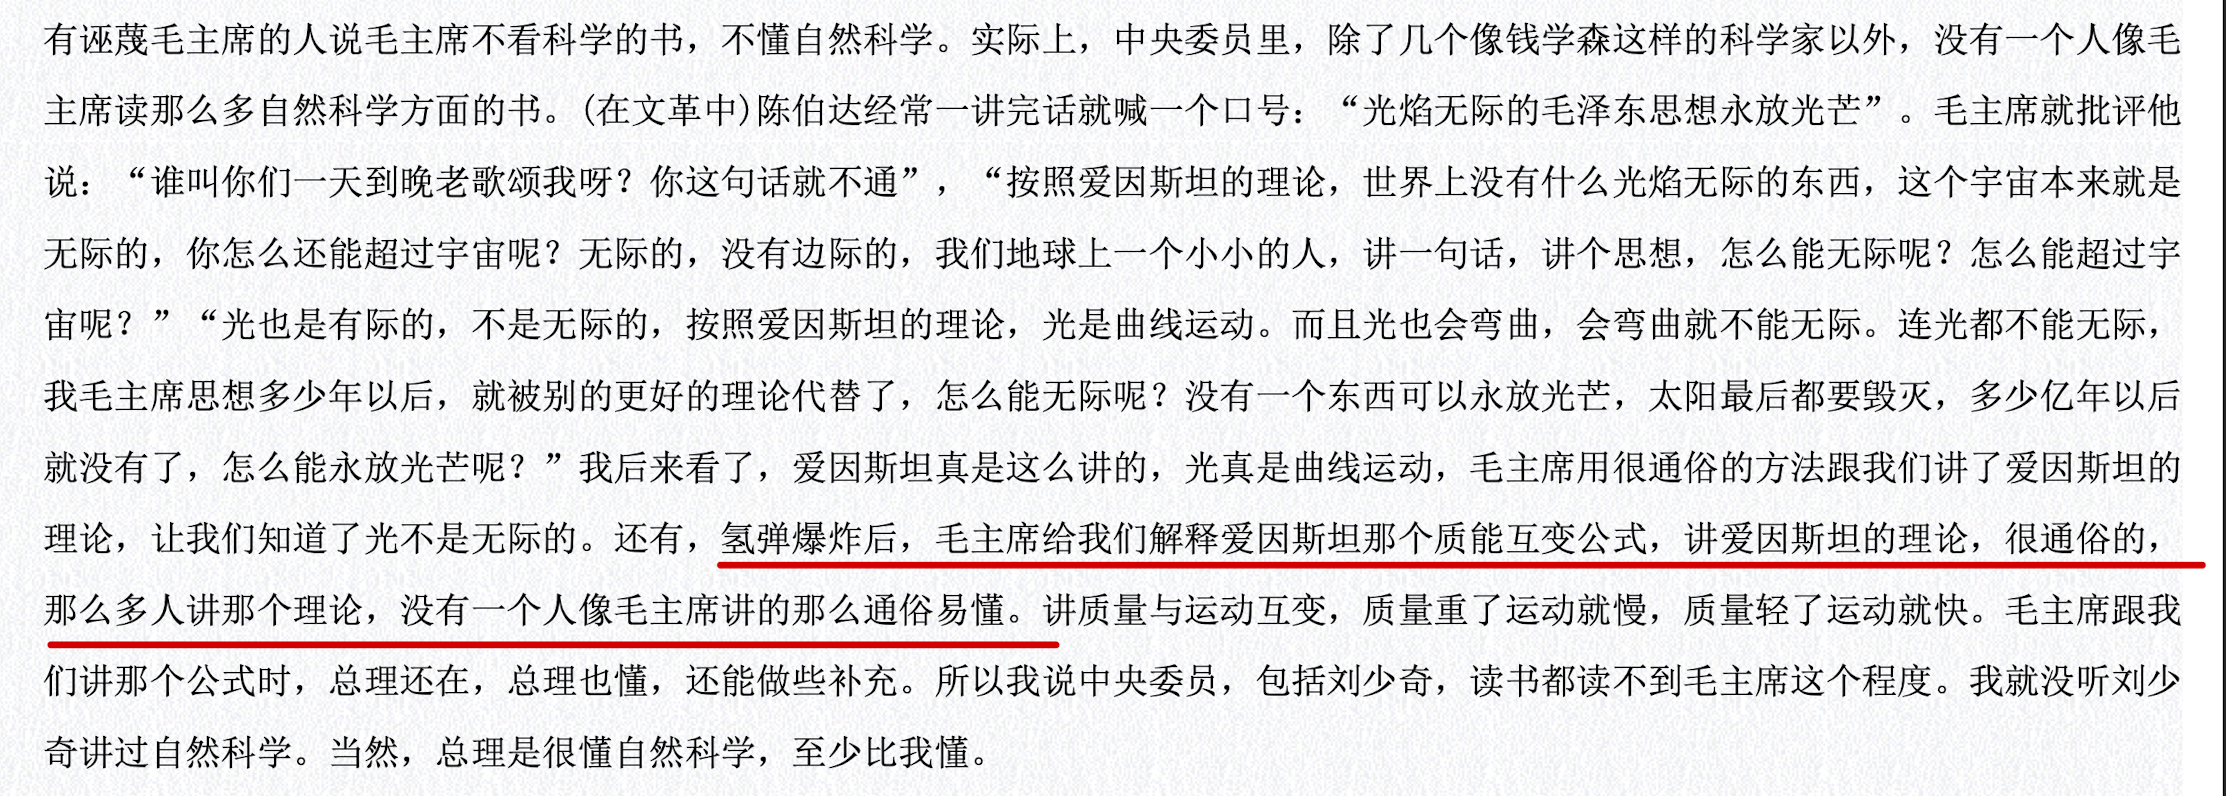 有诬蔑毛主席的人说毛主席不看科学的书，不懂自然科学。实际上，中央委员里，除了几个像钱学森这样的科学家以外，没有一个人像毛
主席读那么多自然科学方面的书。(在文革中)陈伯达经常一讲完话就喊一个口号：“光焰无际的毛泽东思想永放光芒”。毛主席就批评他
说：“谁叫你们一天到晚老歌颂我呀？你这句话就不通”，“按照爱因斯坦的理论，世界上没有什么光焰无际的东西，这个宇宙本来就是
无际的，你怎么还能超过宇宙呢？无际的，没有边际的，我们地球上一个小小的人，讲一句话，讲个思想，怎么能无际呢？怎么能超过宇
宙呢？”“光也是有际的，不是无际的，按照爱因斯坦的理论，光是曲线运动。而且光也会弯曲，会弯曲就不能无际。连光都不能无际，
我毛主席思想多少年以后，就被别的更好的理论代替了，怎么能无际呢？没有一个东西可以永放光芒，太阳最后都要毁灭，多少亿年以后
就没有了，怎么能永放光芒呢？”我后来看了，爱因斯坦真是这么讲的，光真是曲线运动，毛主席用很通俗的方法跟我们讲了爱因斯坦的
理论，让我们知道了光不是无际的。还有，氢弹爆炸后，毛主席给我们解释爱因斯坦那个质能互变公式，讲爱因斯坦的理论，很通俗的，
那么多人讲那个理论，没有一个人像毛主席讲的那么通俗易懂。讲质量与运动互变，质量重了运动就慢，质量轻了运动就快。毛主席跟我
们讲那个公式时，总理还在，总理也懂，还能做些补充。所以我说中央委员，包括刘少奇，读书都读不到毛主席这个程度。我就没听刘少
奇讲过自然科学。当然，总理是很懂自然科学，至少比我懂。